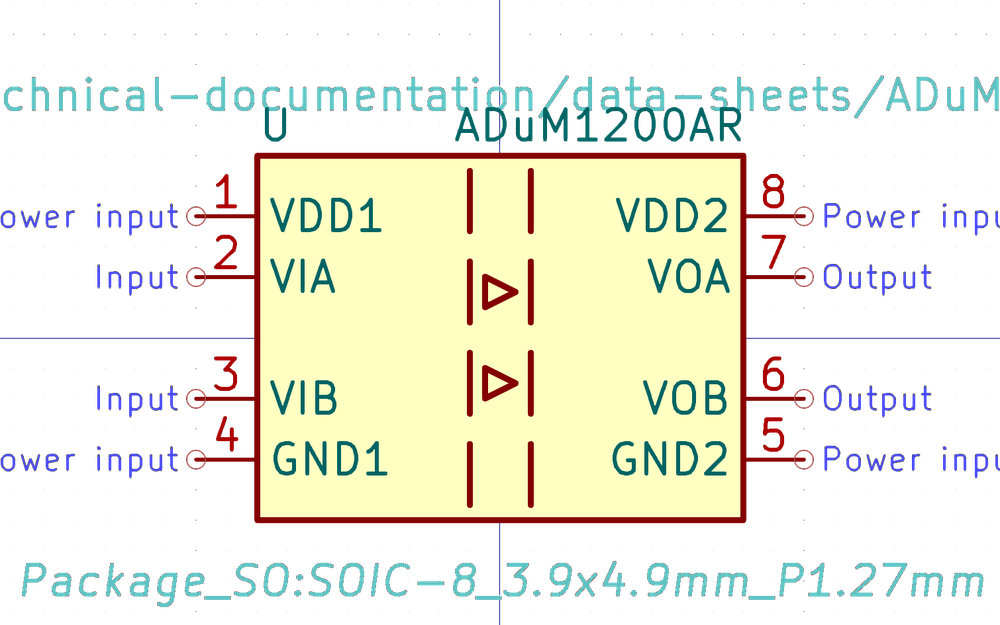 chnical-documentation/data-sheets/ADuM
U ADuM1200AR
ower input 1 VDD1 VDD2 8 Power inpu
Input 2 VIA VOA 7 Output
Input 3 VIB VOB 6 Output
ower input 4 GND1 GND2 5 Power inpu
Package_SO:SOIC-8_3.9x4.9mm_P1.27mm